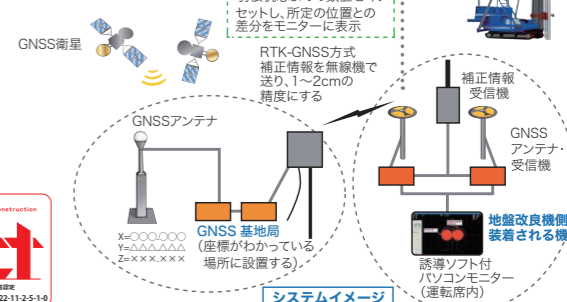 セットし、所定の位置との
差分をモニターに表示
GNSS衛星
RTK-GNSS方式
補正情報を無線機で
送り、1～2cmの
精度にする
補正情報
受信機
GNSSアンテナ
GNSS
アンテナ・
受信機
X=○○○.○○○
Y=△△△.△△△
Z=×××.×××
GNSS 基地局
(座標がわかっている
場所に設置する)
地盤改良機側
装着される機
誘導ソフト付
パソコンモニター
(運転席内)
システムイメージ
nstruction
22-11-2-5-1-0